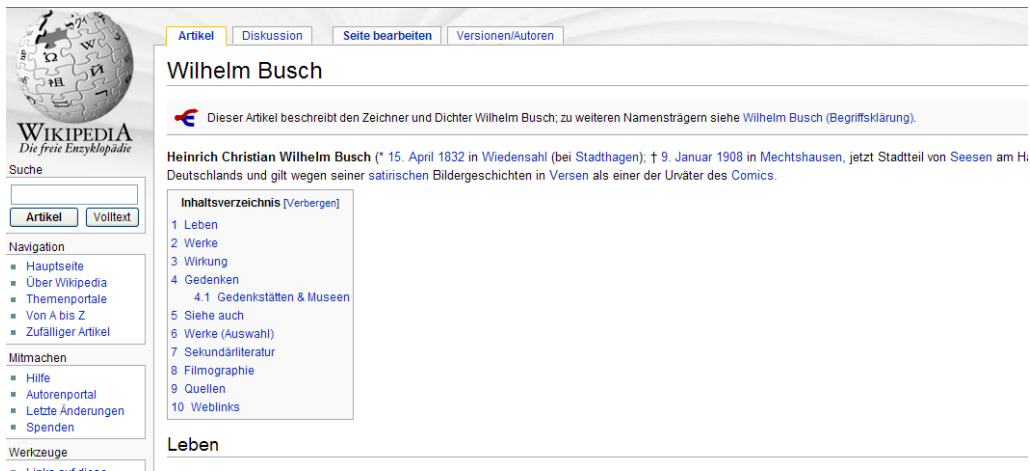 WIKIPEDIA
Die freie Enzyklopädie
Suche
Artikel Volltext
Navigation
Hauptseite
Über Wikipedia
Themenportale
Von A bis Z
Zufälliger Artikel
Mitmachen
Hilfe
Autorenportal
Letzte Änderungen
Spenden
Werkzeuge
Artikel Diskussion Seite bearbeiten Versionen/Autoren
Wilhelm Busch
Dieser Artikel beschreibt den Zeichner und Dichter Wilhelm Busch; zu weiteren Namensträgern siehe Wilhelm Busch (Begriffsklärung).
Heinrich Christian Wilhelm Busch (* 15. April 1832 in Wiedensahl (bei Stadthagen); † 9. Januar 1908 in Mechtshausen, jetzt Stadtteil von Seesen am
Deutschlands und gilt wegen seiner satirischen Bildergeschichten in Versen als einer der Urväter des Comics.
Inhaltsverzeichnis [Verbergen]
1 Leben
2 Werke
3 Wirkung
4 Gedenken
4.1 Gedenkstätten & Museen
5 Siehe auch
6 Werke (Auswahl)
7 Sekundärliteratur
8 Filmographie
9 Quellen
10 Weblinks
Leben